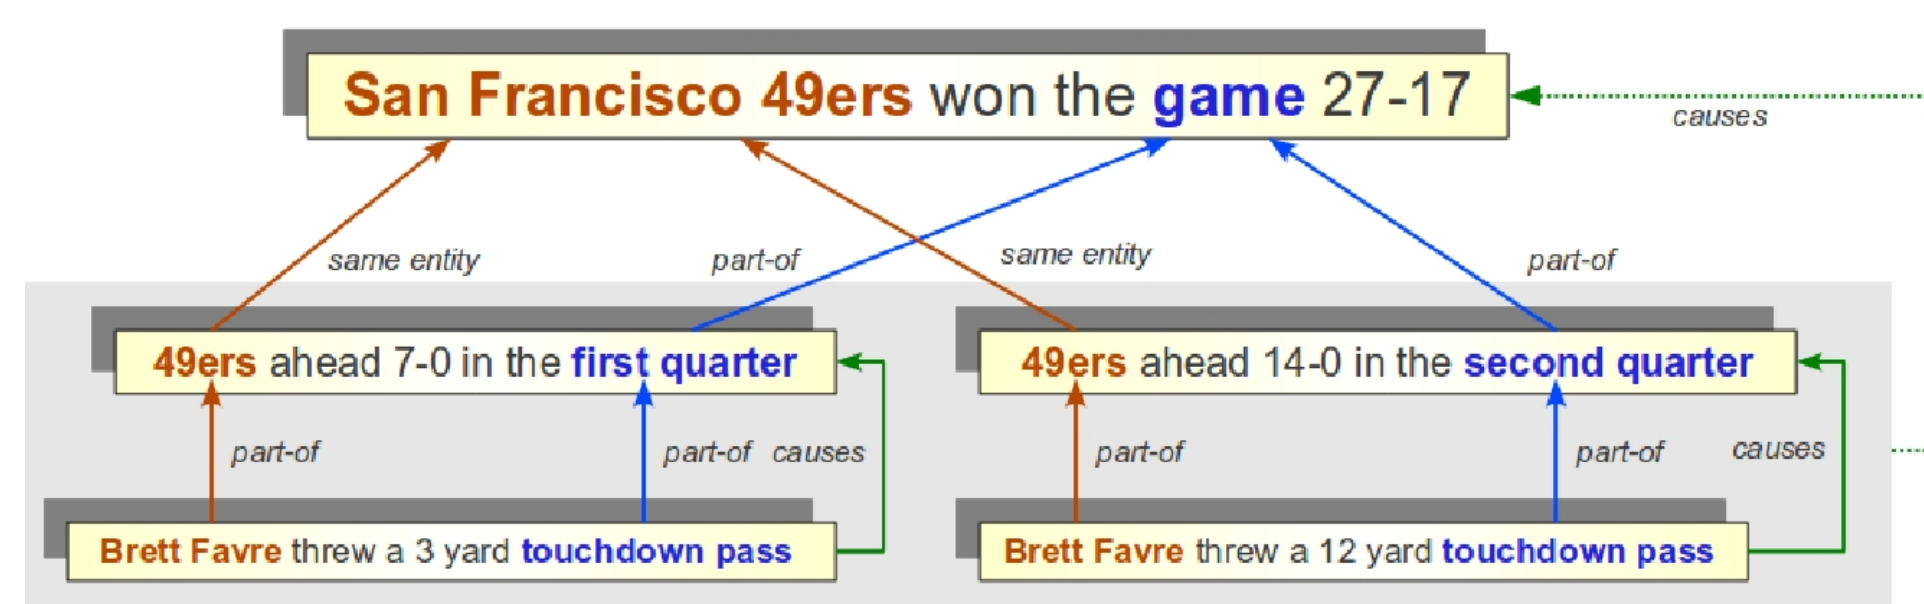 San Francisco 49ers won the game 27-17
causes
same entity
part-of
same entity
part-of
49ers ahead 7-0 in the first quarter
49ers ahead 14-0 in the second quarter
part-of
part-of
causes
part-of
part-of
causes
Brett Favre threw a 3 yard touchdown pass
Brett Favre threw a 12 yard touchdown pass